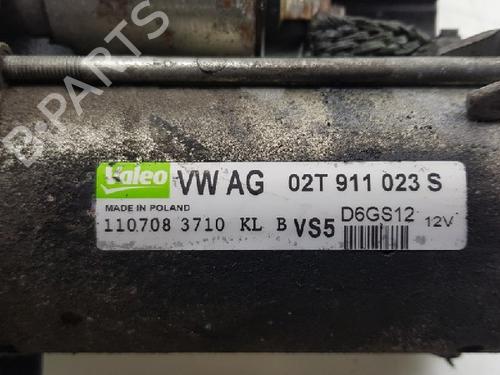 B-PARTS
Valeo VW AG 02T 911 023 S
MADE IN POLAND
110708 3710 KL B VS5 D6GS12 12V